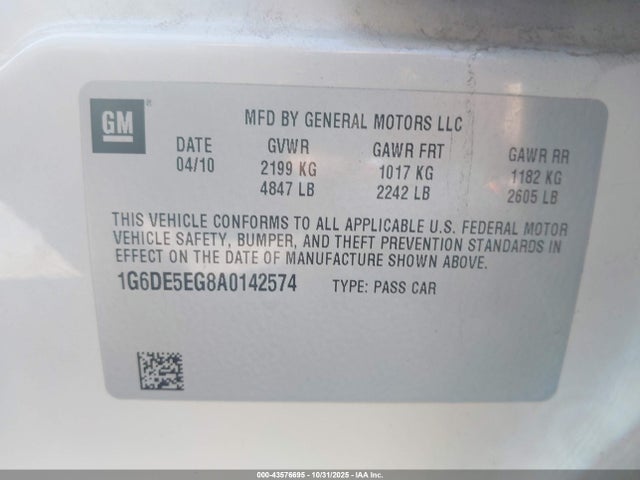 GM
MFD BY GENERAL MOTORS LLC
DATE GVWR GAWR FRT GAWR RR
04/10 2199 KG 1017 KG 1182 KG
4847 LB 2242 LB 2605 LB
THIS VEHICLE CONFORMS TO ALL APPLICABLE U.S. FEDERAL MOTOR
VEHICLE SAFETY, BUMPER, AND THEFT PREVENTION STANDARDS IN
EFFECT ON THE DATE OF MANUFACTURE SHOWN ABOVE.
1G6DE5EG8A0142574 TYPE: PASS CAR
000-43576695 - 10/31/2025 - IAA Inc.